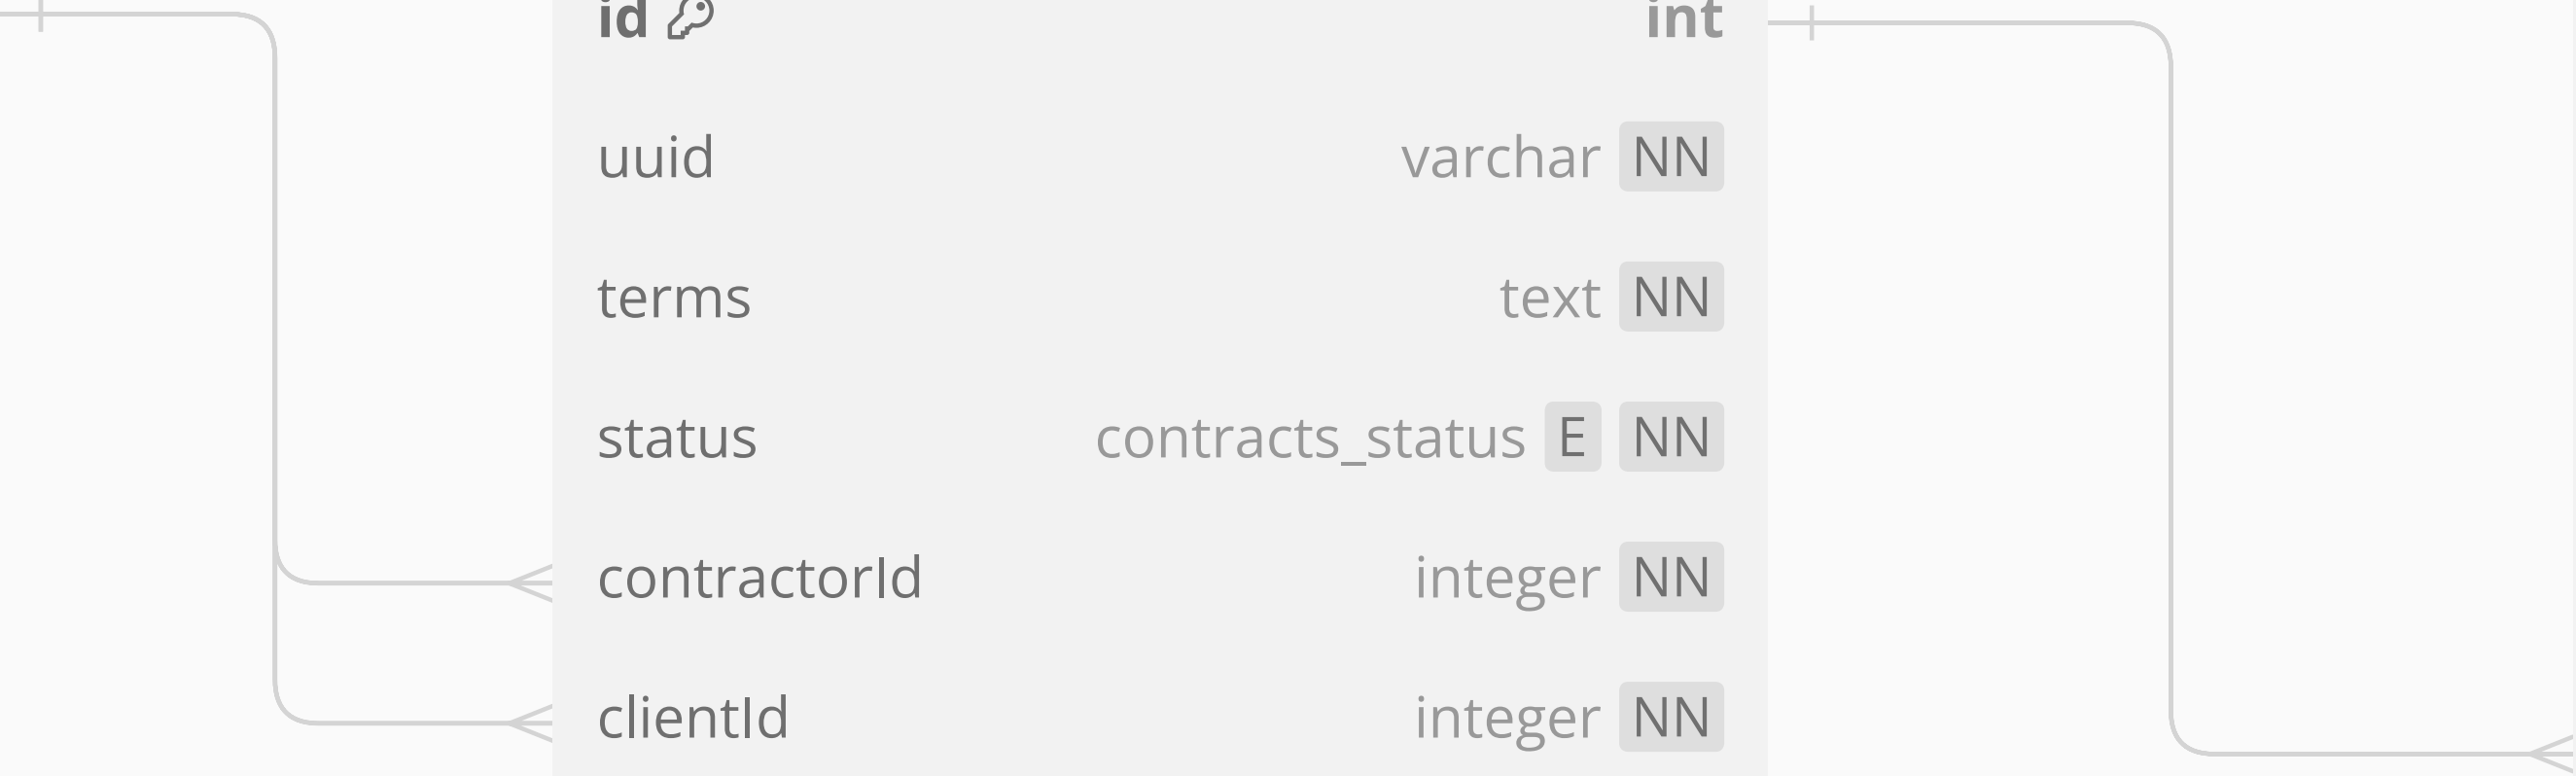 id int
uuid varchar NN
terms text NN
status contracts_status E NN
contractorId integer NN
clientId integer NN